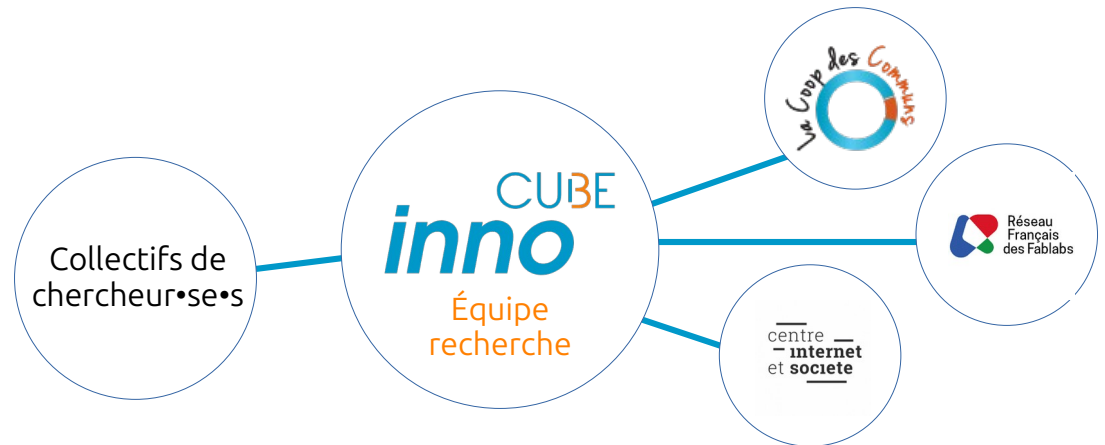 Collectifs de
chercheur•se•s
CUBE
inno
Équipe
recherche
La Coop des Communs
Réseau
Français
des Fablabs
centre
internet
et societe